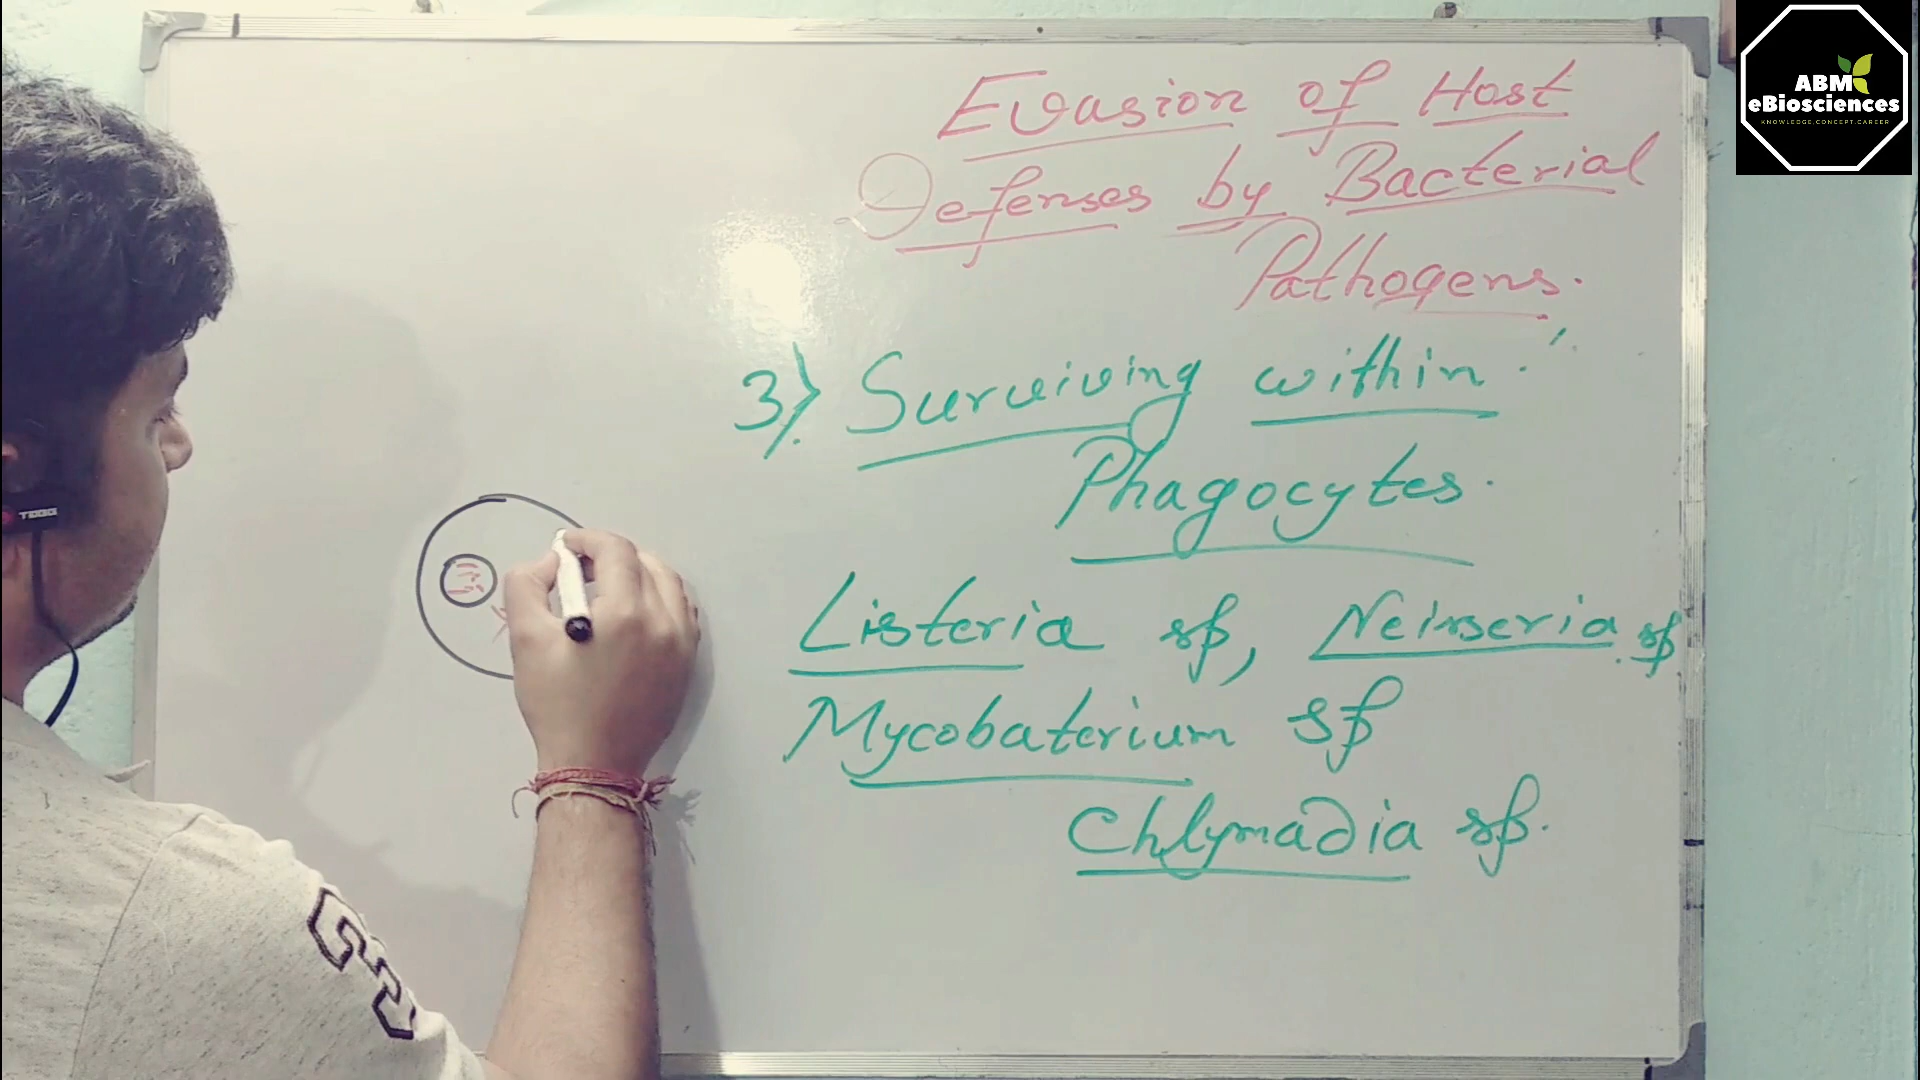 Evasion of Host
Defenses by Bacterial
Pathogens.
3) Surviving within
Phagocytes.
Listeria sp, Neisseria sp
Mycobaterium sp
Chlymadia sp.
ABM
eBiosciences
KNOWLEDGE.CONCEPT.CAREER